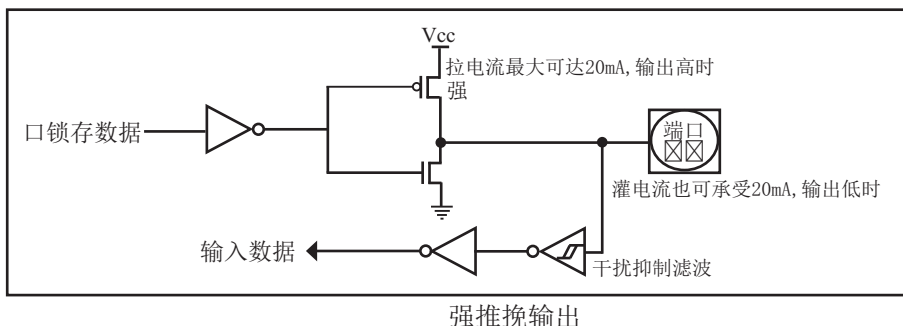 Vcc
拉电流最大可达20mA,输出高时
强
口锁存数据
端口
灌电流也可承受20mA,输出低时
输入数据
干扰抑制滤波
强推挽输出